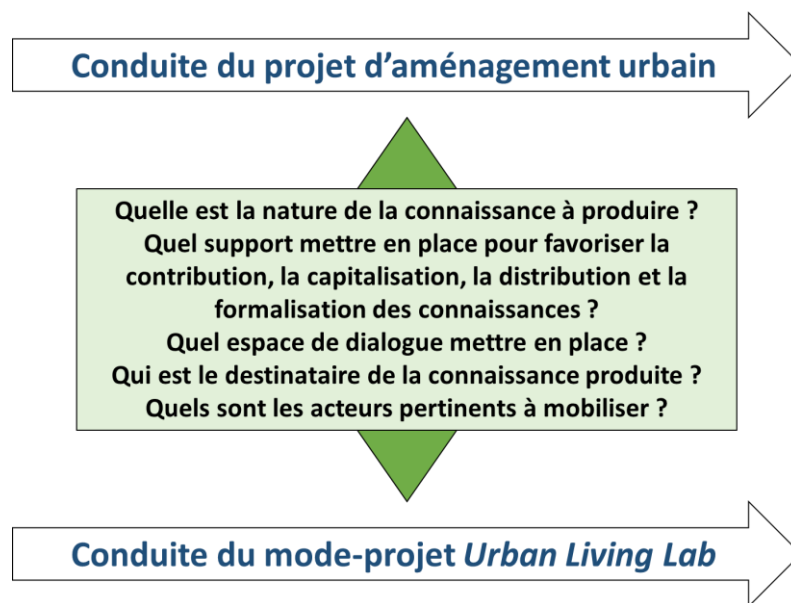 Conduite du projet d'aménagement urbain
Quelle est la nature de la connaissance à produire ?
Quel support mettre en place pour favoriser la
contribution, la capitalisation, la distribution et la
formalisation des connaissances ?
Quel espace de dialogue mettre en place ?
Qui est le destinataire de la connaissance produite ?
Quels sont les acteurs pertinents à mobiliser ?
Conduite du mode-projet Urban Living Lab